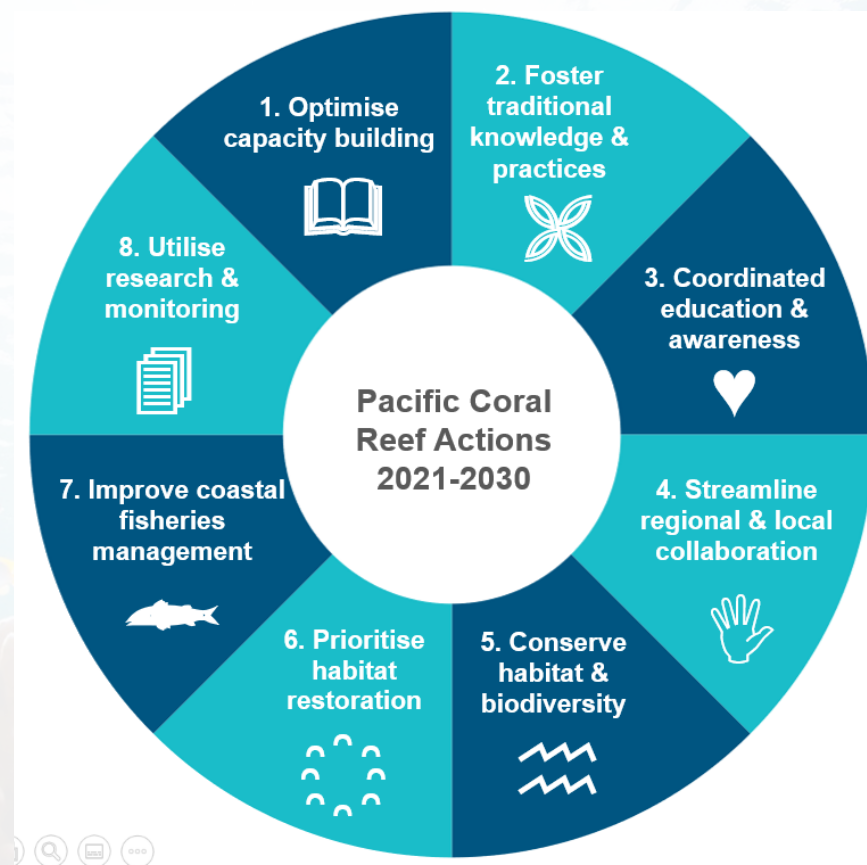 1. Optimise
capacity building
2. Foster
traditional
knowledge &
practices
3. Coordinated
education &
awareness
4. Streamline
regional & local
collaboration
5. Conserve
habitat &
biodiversity
6. Prioritise
habitat
restoration
7. Improve coastal
fisheries
management
8. Utilise
research &
monitoring
Pacific Coral
Reef Actions
2021-2030